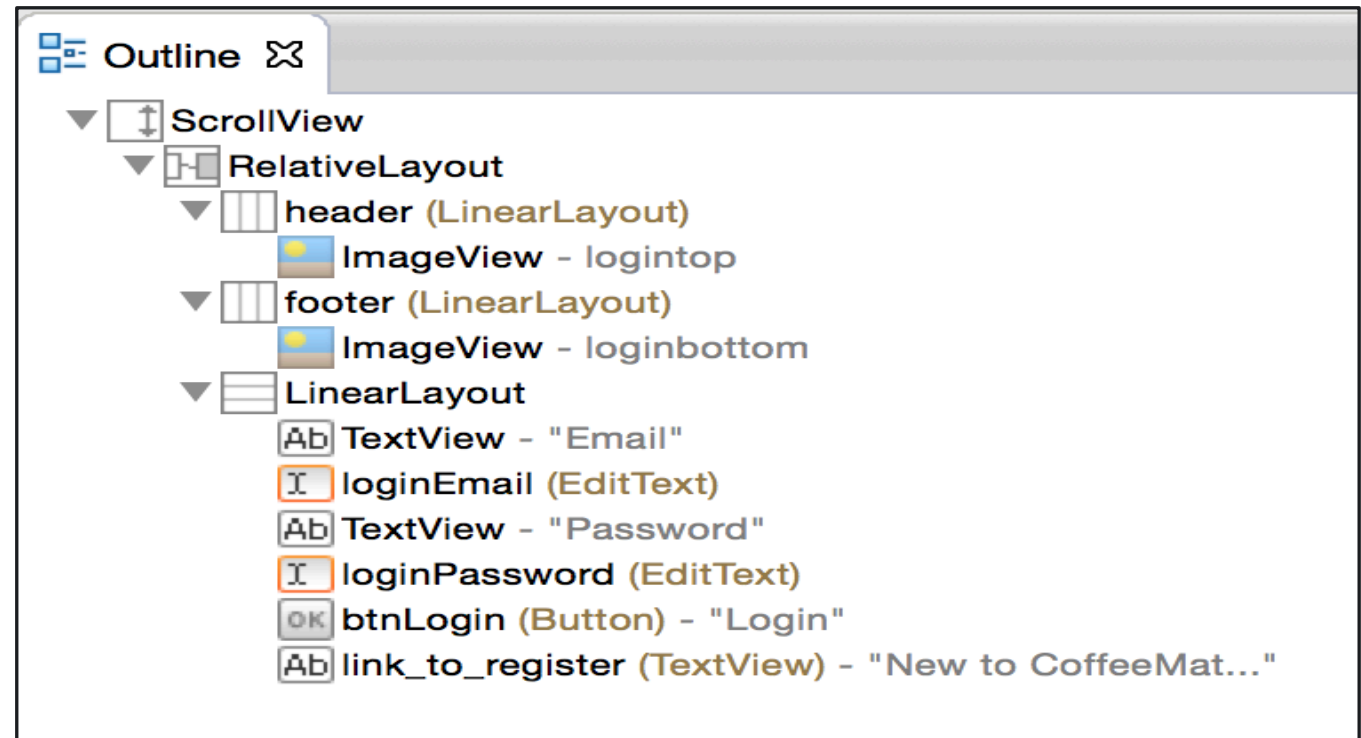 Outline
ScrollView
RelativeLayout
header (LinearLayout)
ImageView - logintop
footer (LinearLayout)
ImageView - loginbottom
LinearLayout
Ab TextView - "Email"
loginEmail (EditText)
Ab TextView - "Password"
loginPassword (EditText)
OK btnLogin (Button) - "Login"
Ab link_to_register (TextView) - "New to CoffeeMat..."